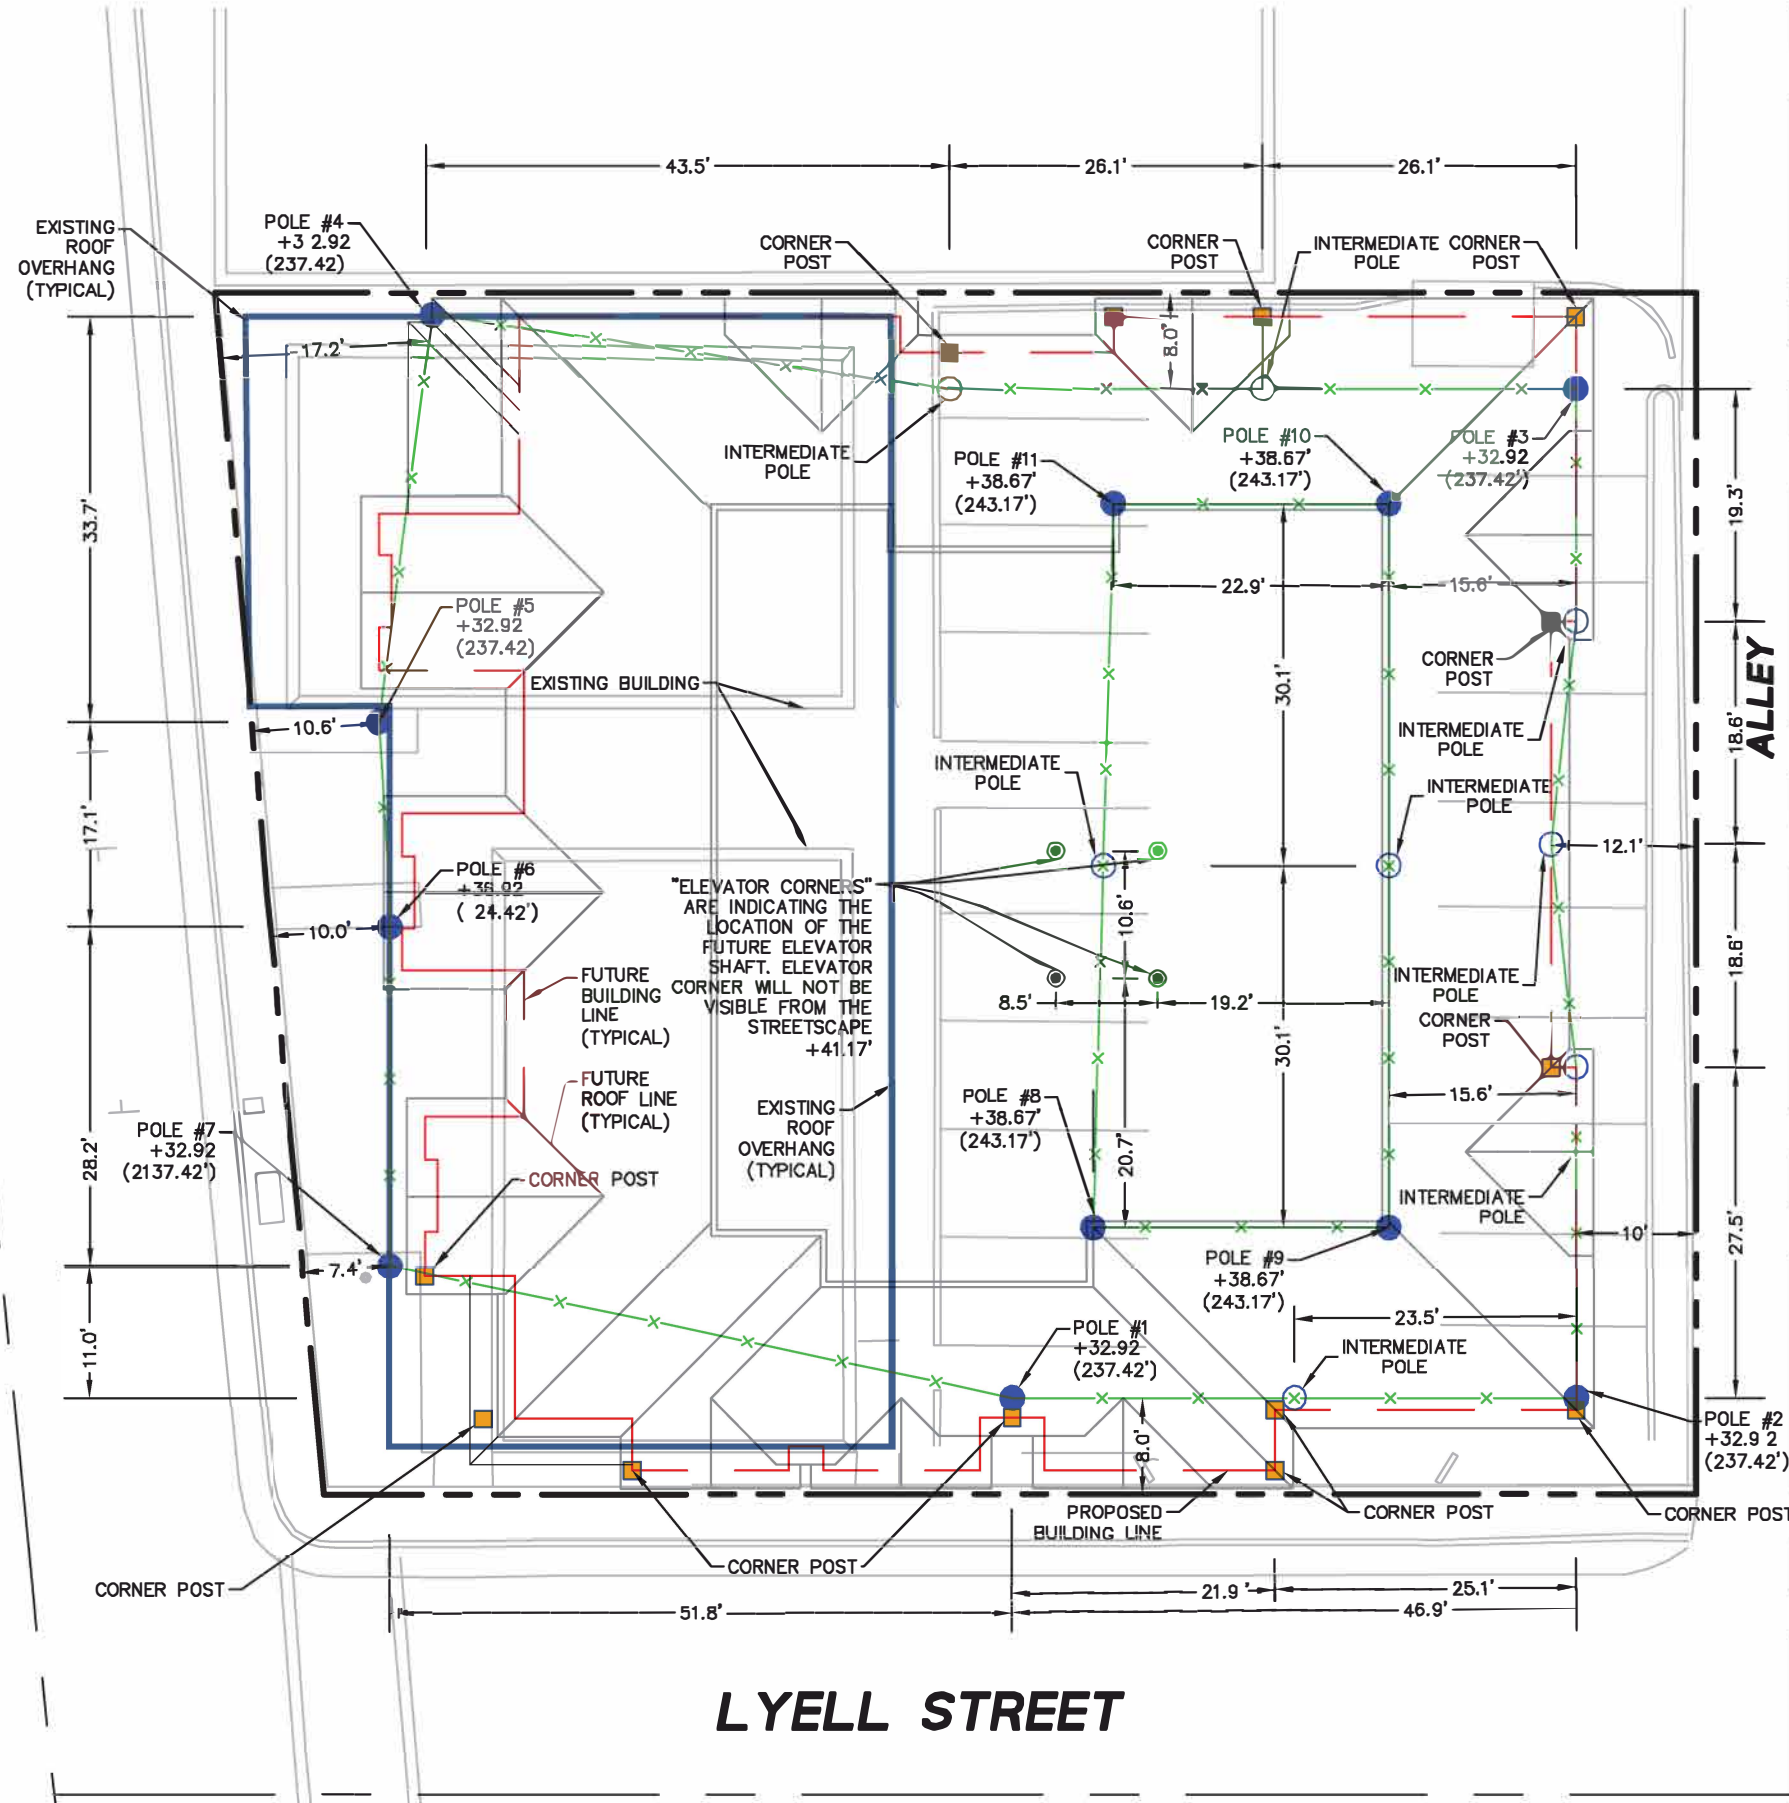 43.5'
26.1'
26.1'
EXISTING
ROOF
OVERHANG
(TYPICAL)
POLE #4
+3 2.92
(237.42)
CORNER
POST
CORNER
POST
INTERMEDIATE
POLE
CORNER
POST
17.2'
8.0'
INTERMEDIATE
POLE
POLE #11
+38.67'
(243.17')
POLE #10
+38.67'
(243.17')
POLE #3
+32.92
(237.42')
33.7'
19.3'
22.9'
15.6'
POLE #5
+32.92
(237.42)
EXISTING BUILDING
30.1'
CORNER
POST
ALLEY
10.6'
18.6'
INTERMEDIATE
POLE
INTERMEDIATE
POLE
INTERMEDIATE
POLE
17.1'
12.1'
POLE #6
+36.92
( 24.42')
"ELEVATOR CORNERS"
ARE INDICATING THE
LOCATION OF THE
FUTURE ELEVATOR
SHAFT. ELEVATOR
CORNER WILL NOT BE
VISIBLE FROM THE
STREETSCAPE
+41.17'
10.6'
10.0'
18.6'
FUTURE
BUILDING
LINE
(TYPICAL)
8.5'
19.2'
INTERMEDIATE
POLE
CORNER
POST
30.1'
FUTURE
ROOF LINE
(TYPICAL)
EXISTING
ROOF
OVERHANG
(TYPICAL)
POLE #8
+38.67'
(243.17')
15.6'
28.2'
POLE #7
+32.92
(2137.42')
20.7'
CORNER POST
INTERMEDIATE
POLE
10'
27.5'
7.4'
POLE #9
+38.67'
(243.17')
23.5'
11.0'
POLE #1
+32.92
(237.42')
INTERMEDIATE
POLE
8.0'
POLE #2
+32.9 2
(237.42')
PROPOSED
BUILDING LINE
CORNER POST
CORNER POST
CORNER POST
CORNER POST
21.9 '
25.1'
51.8'
46.9'
LYELL STREET